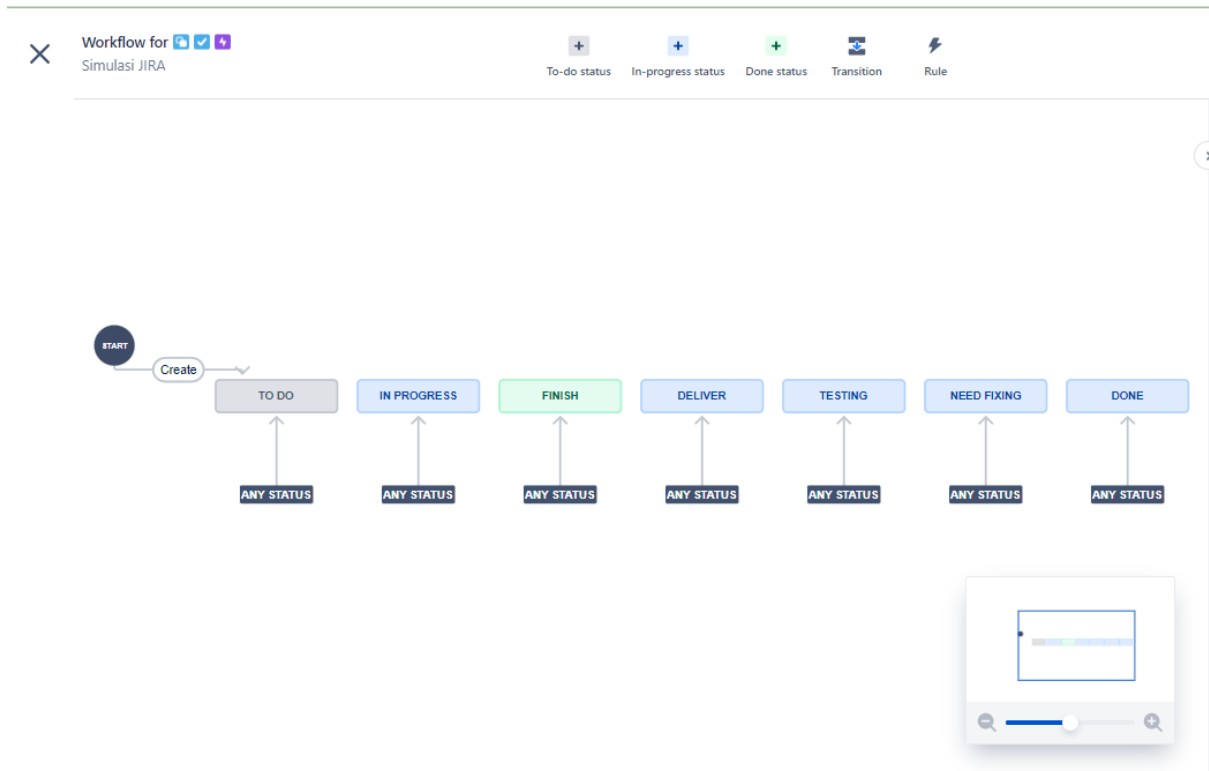 Workflow for
Simulasi JIRA
To-do status
In-progress status
Done status
Transition
Rule
START
Create
TO DO
IN PROGRESS
FINISH
DELIVER
TESTING
NEED FIXING
DONE
ANY STATUS
ANY STATUS
ANY STATUS
ANY STATUS
ANY STATUS
ANY STATUS
ANY STATUS